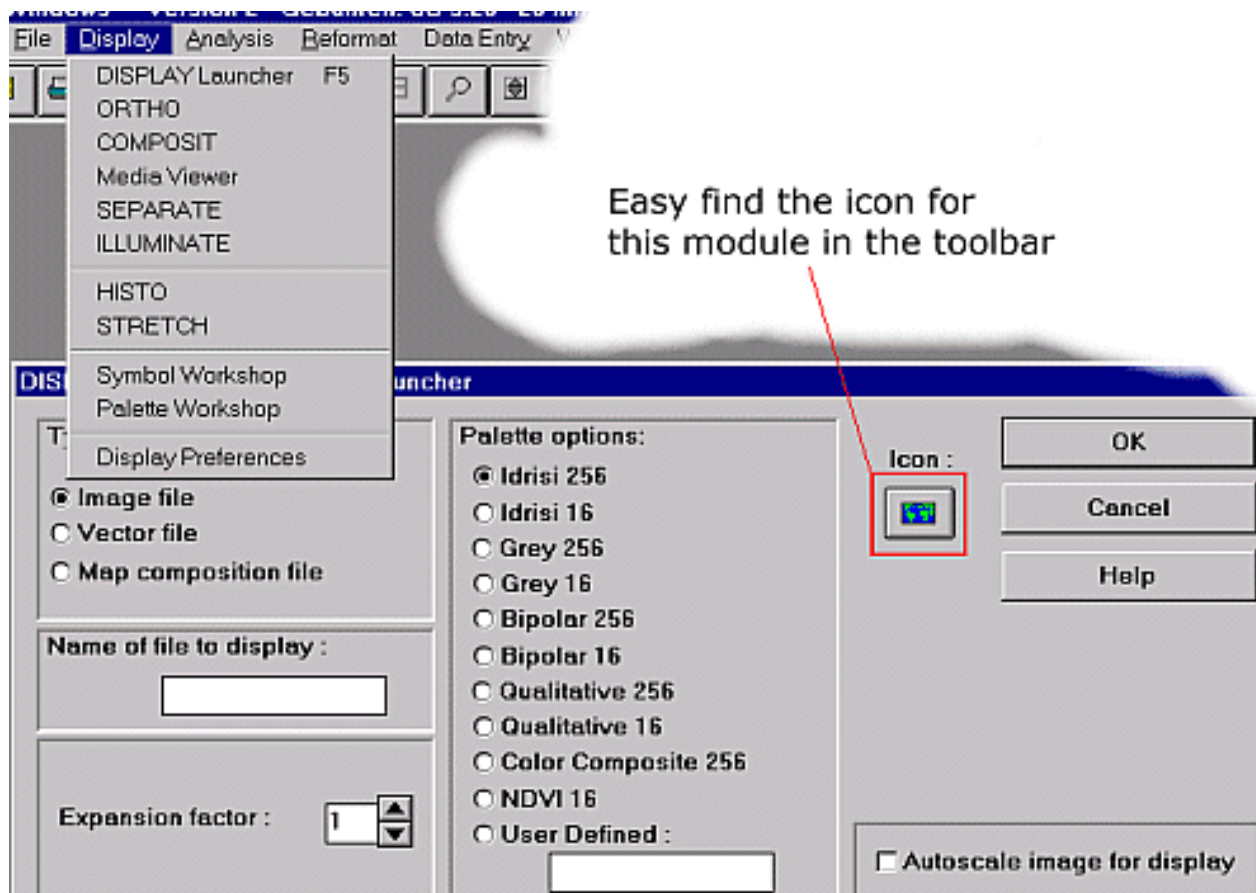 File Display Analysis Reformat Data Entry
DISPLAY Launcher F5
ORTHO
COMPOSIT
Media Viewer
SEPARATE
ILLUMINATE
HISTO
STRETCH
Symbol Workshop
Palette Workshop
Display Preferences
Easy find the icon for
this module in the toolbar
Image file
Vector file
Map composition file
Name of file to display :
Expansion factor : 1
Palette options:
Idrisi 256
Idrisi 16
Grey 256
Grey 16
Bipolar 256
Bipolar 16
Qualitative 256
Qualitative 16
Color Composite 256
NDVI 16
User Defined :
Icon :
OK
Cancel
Help
Autoscale image for display